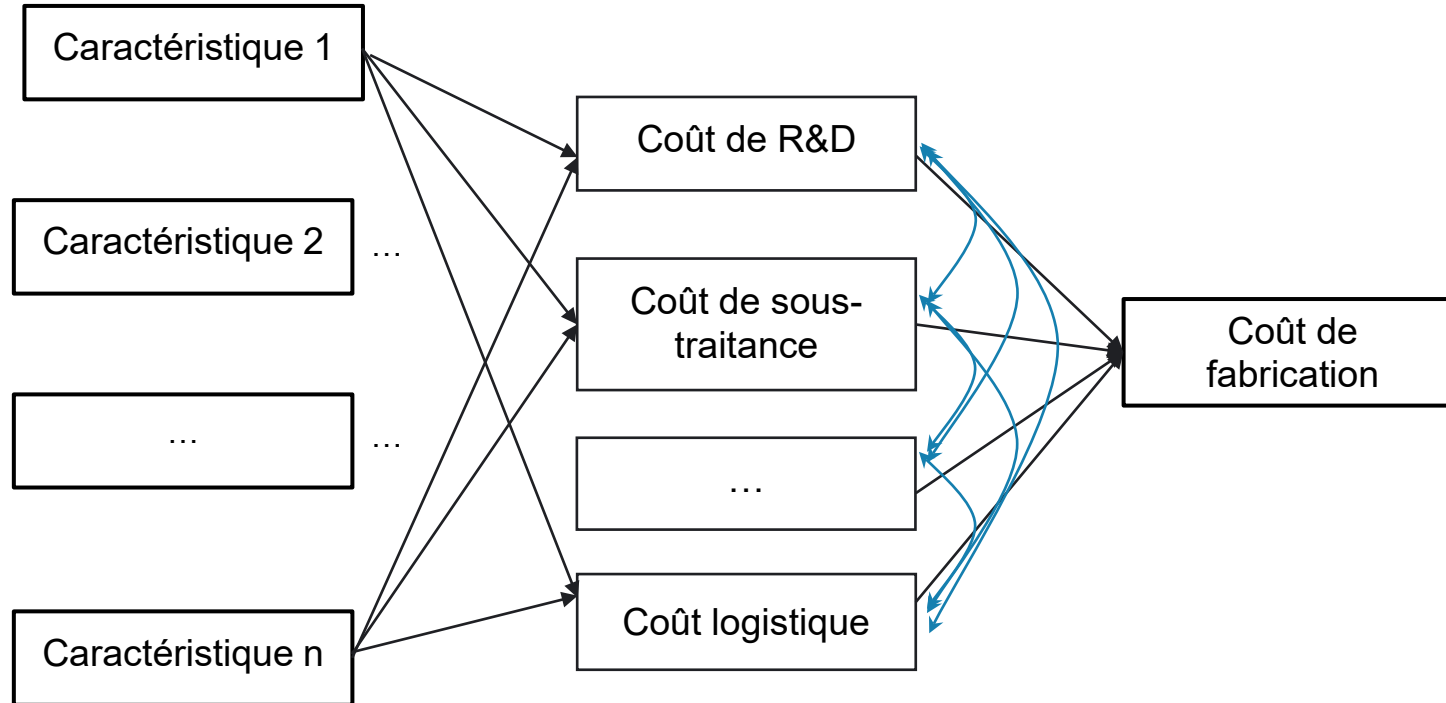 Caractéristique 1
Caractéristique 2
…
…
…
Caractéristique n
Coût de R&D
Coût de sous-
traitance
…
Coût logistique
Coût de
fabrication